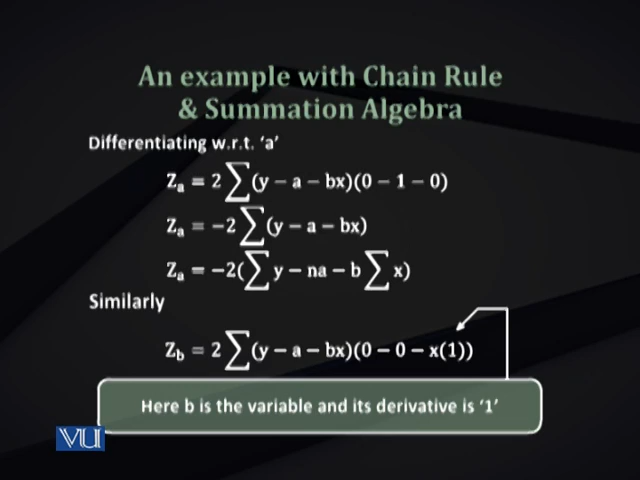 An example with Chain Rule
& Summation Algebra
Differentiating w.r.t. ‘a’
Zₐ = 2 ∑(y − a − bx)(0 − 1 − 0)
Zₐ = −2 ∑(y − a − bx)
Zₐ = −2(∑ y − na − b ∑ x)
Similarly
Z_b = 2 ∑(y − a − bx)(0 − 0 − x(1))
Here b is the variable and its derivative is ‘1’
VU